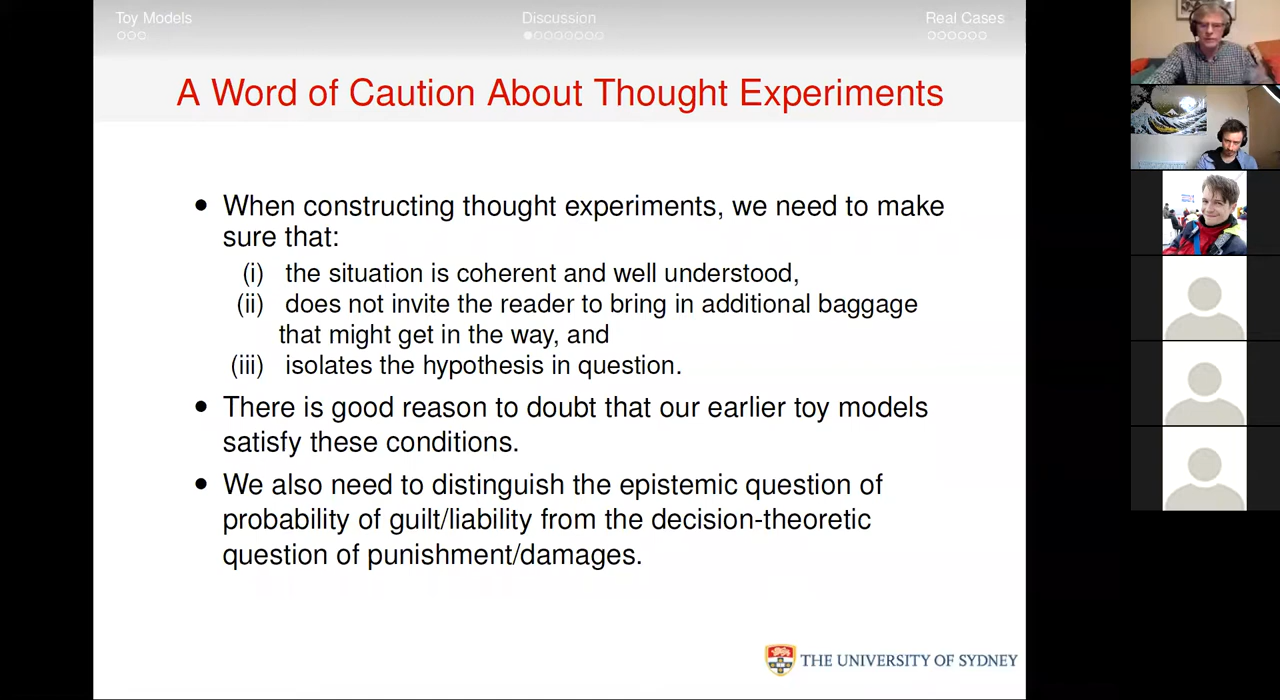 Toy Models
Discussion
Real Cases
A Word of Caution About Thought Experiments
• When constructing thought experiments, we need to make
sure that:
(i) the situation is coherent and well understood,
(ii) does not invite the reader to bring in additional baggage
that might get in the way, and
(iii) isolates the hypothesis in question.
• There is good reason to doubt that our earlier toy models
satisfy these conditions.
• We also need to distinguish the epistemic question of
probability of guilt/liability from the decision-theoretic
question of punishment/damages.
THE UNIVERSITY OF SYDNEY